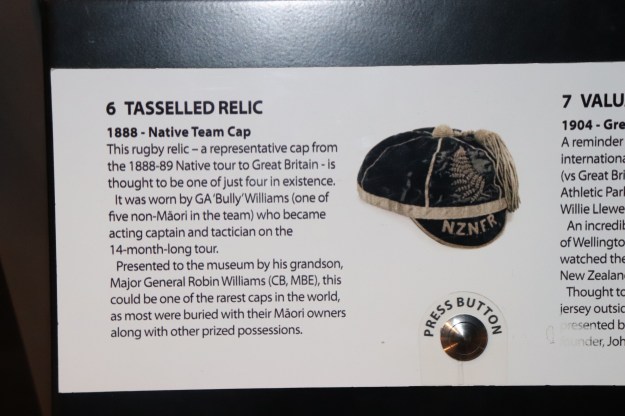 6 TASSELLED RELIC
1888 - Native Team Cap
This rugby relic – a representative cap from
the 1888-89 Native tour to Great Britain - is
thought to be one of just four in existence.
It was worn by GA 'Bully' Williams (one of
five non-Māori in the team) who became
acting captain and tactician on the
14-month-long tour.
Presented to the museum by his grandson,
Major General Robin Williams (CB, MBE), this
could be one of the rarest caps in the world,
as most were buried with their Māori owners
along with other prized possessions.
NZNFR
PRESS BUTTON
7 VALU
1904 - Gre
A reminder
internationa
(vs Great Bri
Athletic Park
Willie Llewe
An incredib
of Wellingto
watched the
New Zealand
Thought to
jersey outsid
presented b
founder, Joh